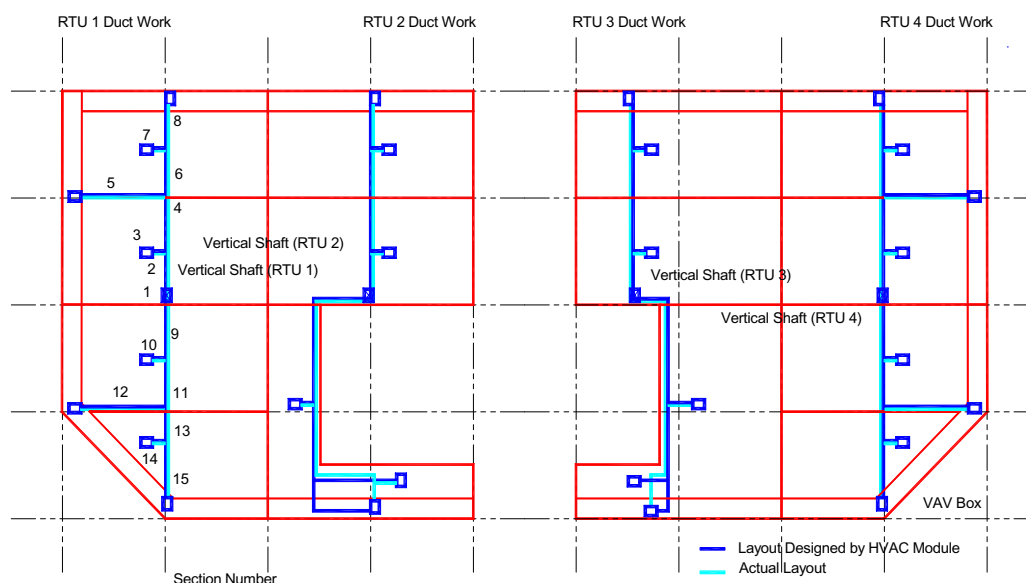 RTU 1 Duct Work
RTU 2 Duct Work
RTU 3 Duct Work
RTU 4 Duct Work
8
7
6
5
4
3
Vertical Shaft (RTU 2)
2
Vertical Shaft (RTU 1)
Vertical Shaft (RTU 3)
1
Vertical Shaft (RTU 4)
9
10
12
11
13
14
15
VAV Box
Layout Designed by HVAC Module
Actual Layout
Section Number